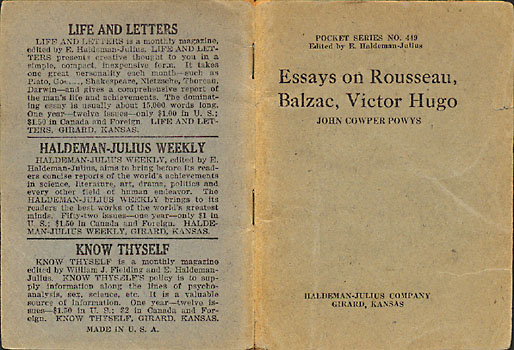 LIFE AND LETTERS
LIFE AND LETTERS is a monthly magazine,
edited by E. Haldeman-Julius. LIFE AND LET-
TERS presents creative thought to you in a
simple, compact, inexpensive form. It takes
one great personality each month—such as
Plato, Shakespeare, Nietzsche, Thoreau,
Darwin—and gives a comprehensive report of
the man's life and achievements. The dominat-
ing essay is usually about 15,000 words long.
One year—twelve issues—only $1.00 in U. S.;
$1.50 in Canada and Foreign. LIFE AND LET-
TERS, GIRARD, KANSAS.
HALDEMAN-JULIUS WEEKLY
HALDEMAN-JULIUS WEEKLY, edited by E.
Haldeman-Julius, aims to bring before its read-
ers concise reports of the world's achievements
in science, literature, art, drama, politics and
every other field of human endeavor. The
HALDEMAN-JULIUS WEEKLY brings to its
readers the best works of the world's greatest
minds. Fifty-two issues—one year—only $1 in
U. S.; $1.50 in Canada and Foreign. HALDE-
MAN-JULIUS WEEKLY, GIRARD, KANSAS.
KNOW THYSELF
KNOW THYSELF is a monthly magazine
edited by William J. Fielding and E. Haldeman-
Julius. KNOW THYSELF'S policy is to sup-
ply information along the lines of psycho-
analysis, sex, science, etc. It is a valuable
source of information. One year—twelve is-
sues—$1.50 in U. S.; $2 in Canada and For-
eign. KNOW THYSELF, GIRARD, KANSAS.
MADE IN U. S. A.
POCKET SERIES NO. 449
Edited by E. Haldeman-Julius
Essays on Rousseau,
Balzac, Victor Hugo
JOHN COWPER POWYS
HALDEMAN-JULIUS COMPANY
GIRARD, KANSAS